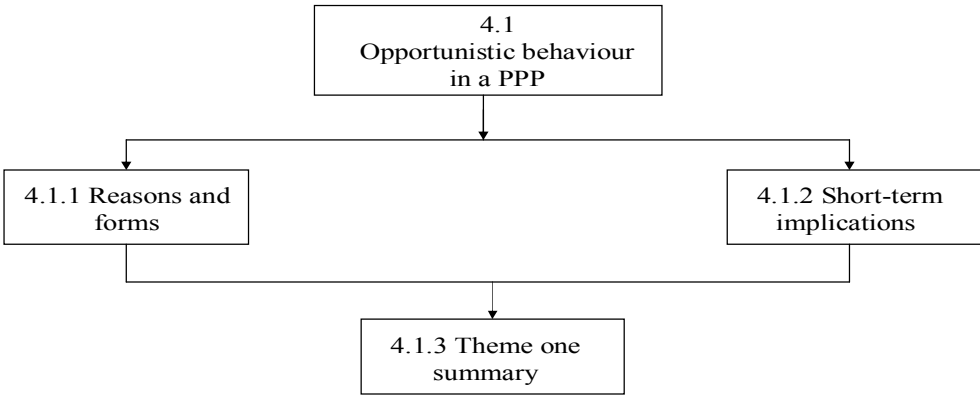 4.1
Opportunistic behaviour
in a PPP
4.1.1 Reasons and
forms
4.1.2 Short-term
implications
4.1.3 Theme one
summary